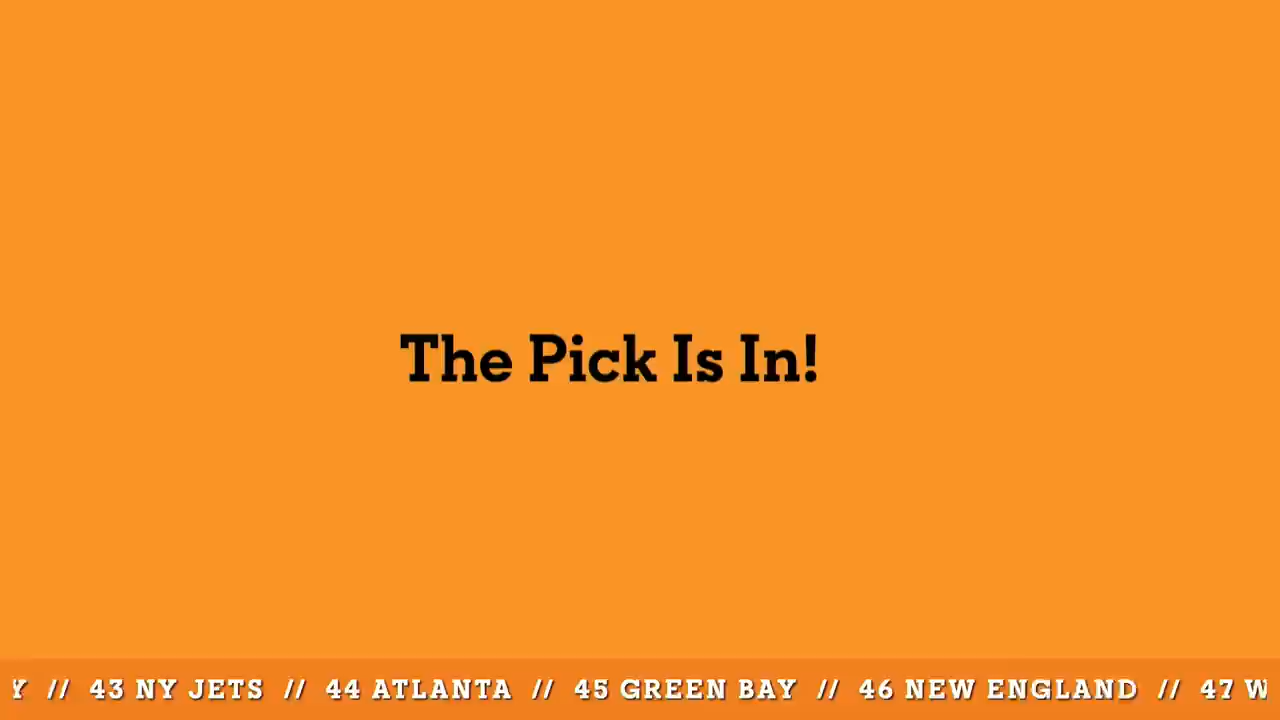 The Pick Is In!
Y // 43 NY JETS // 44 ATLANTA // 45 GREEN BAY // 46 NEW ENGLAND // 47 W